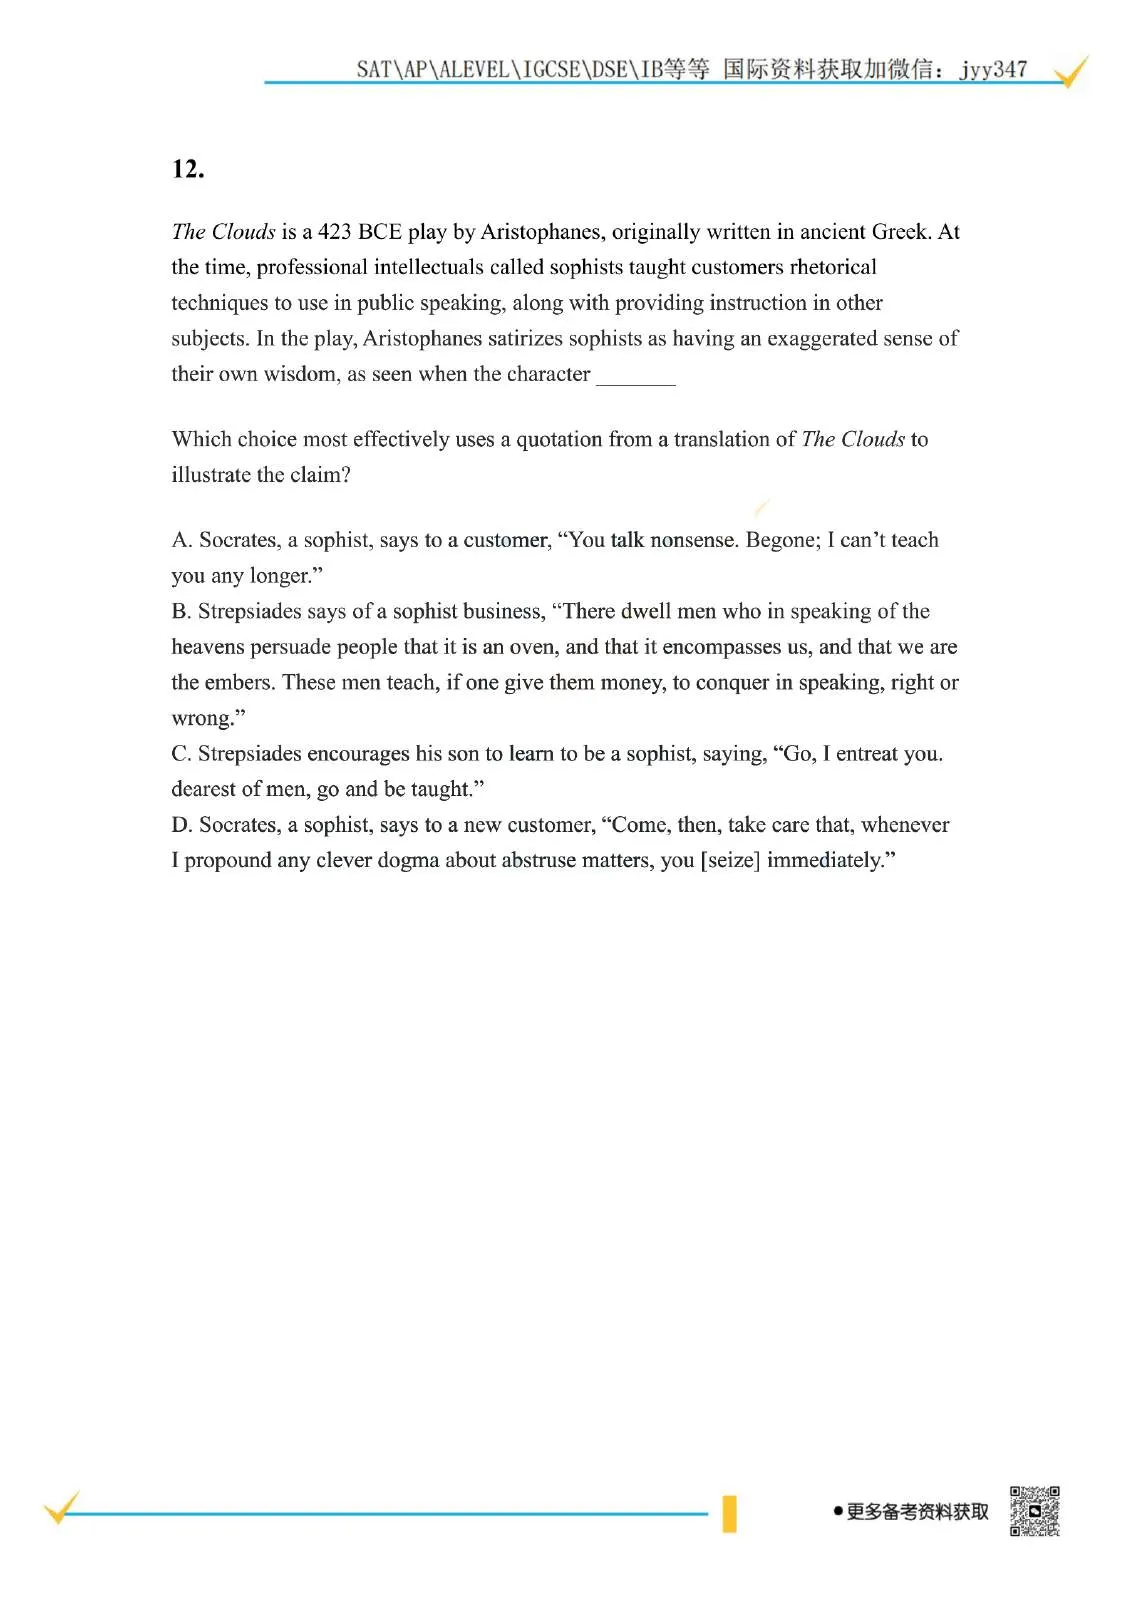 SAT\AP\ALEVEL\IGCSE\DSE\IB等等 国际资料获取加微信：jyy347
12.
The Clouds is a 423 BCE play by Aristophanes, originally written in ancient Greek. At
the time, professional intellectuals called sophists taught customers rhetorical
techniques to use in public speaking, along with providing instruction in other
subjects. In the play, Aristophanes satirizes sophists as having an exaggerated sense of
their own wisdom, as seen when the character _______
Which choice most effectively uses a quotation from a translation of The Clouds to
illustrate the claim?
A. Socrates, a sophist, says to a customer, “You talk nonsense. Begone; I can’t teach
you any longer.”
B. Strepsiades says of a sophist business, “There dwell men who in speaking of the
heavens persuade people that it is an oven, and that it encompasses us, and that we are
the embers. These men teach, if one give them money, to conquer in speaking, right or
wrong.”
C. Strepsiades encourages his son to learn to be a sophist, saying, “Go, I entreat you.
dearest of men, go and be taught.”
D. Socrates, a sophist, says to a new customer, “Come, then, take care that, whenever
I propound any clever dogma about abstruse matters, you [seize] immediately.”
●更多备考资料获取